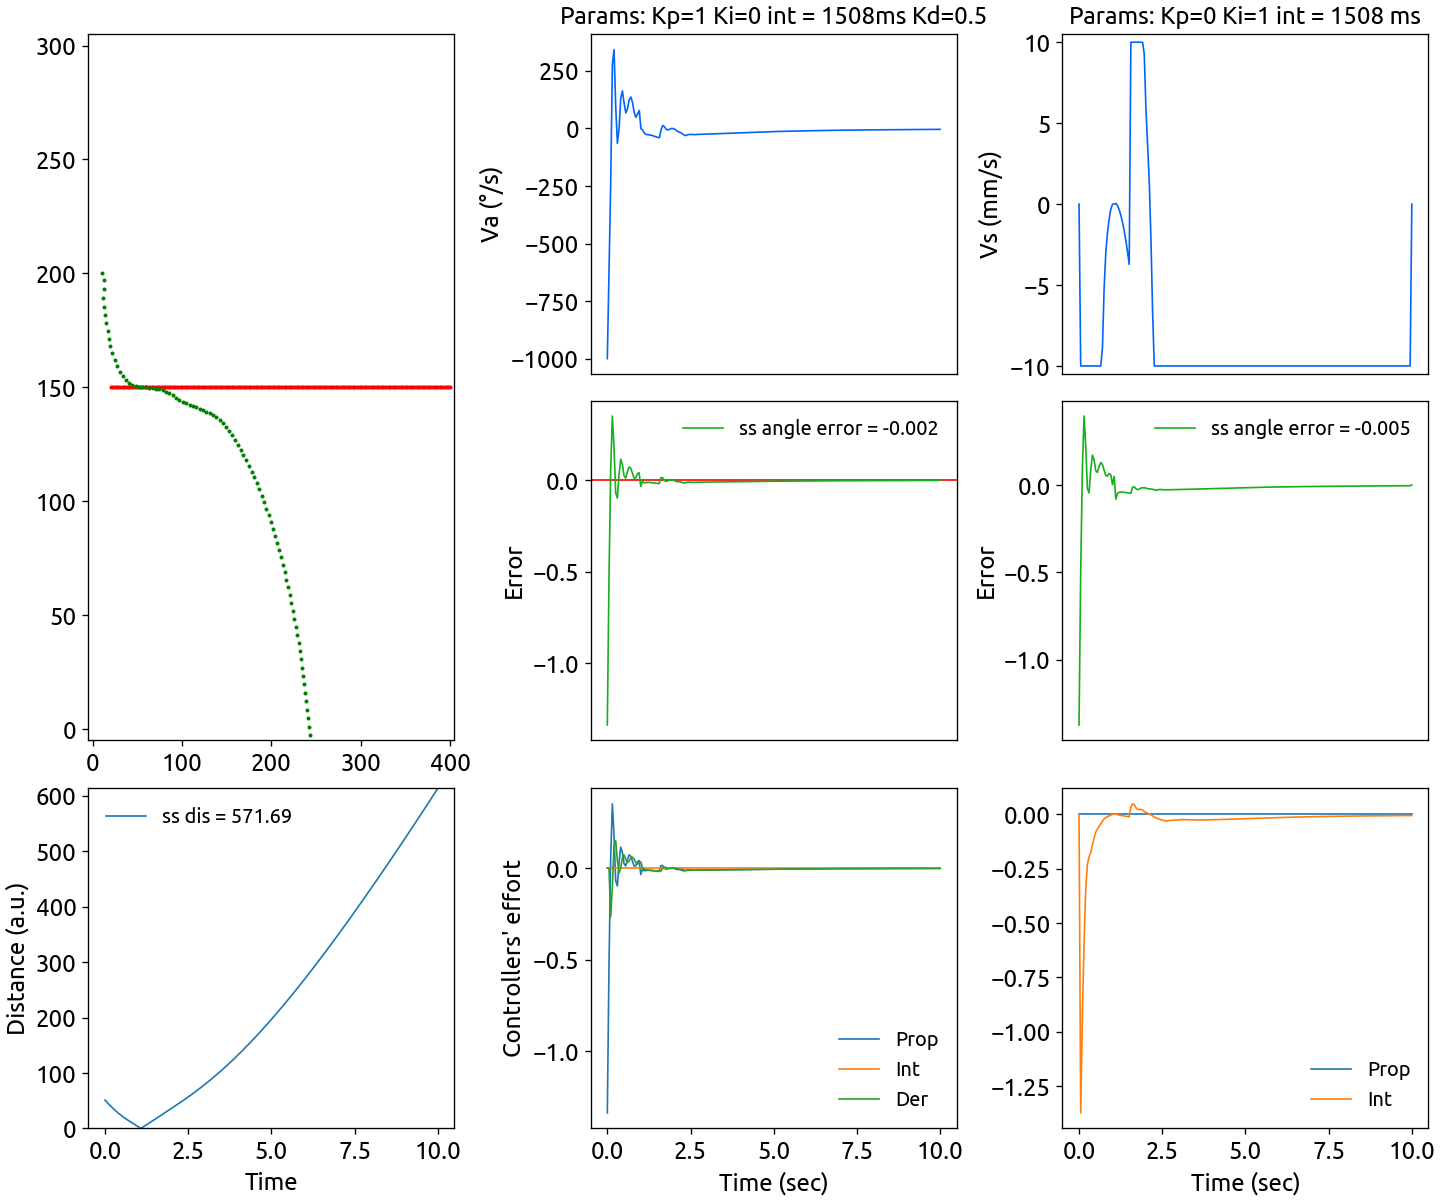 Params: Kp=1 Ki=0 int = 1508ms Kd=0.5
Params: Kp=0 Ki=1 int = 1508 ms
300
250
200
150
100
50
0
0 100 200 300 400
Va (°/s)
250
0
−250
−500
−750
−1000
Vs (mm/s)
10
5
0
−5
−10
Error
0.0
−0.5
−1.0
ss angle error = -0.002
Error
0.0
−0.5
−1.0
ss angle error = -0.005
Distance (a.u.)
600
500
400
300
200
100
0
ss dis = 571.69
0.0 2.5 5.0 7.5 10.0
Time
Controllers' effort
0.0
−0.5
−1.0
Prop
Int
Der
0.0 2.5 5.0 7.5 10.0
Time (sec)
0.00
−0.25
−0.50
−0.75
−1.00
−1.25
Prop
Int
0.0 2.5 5.0 7.5 10.0
Time (sec)